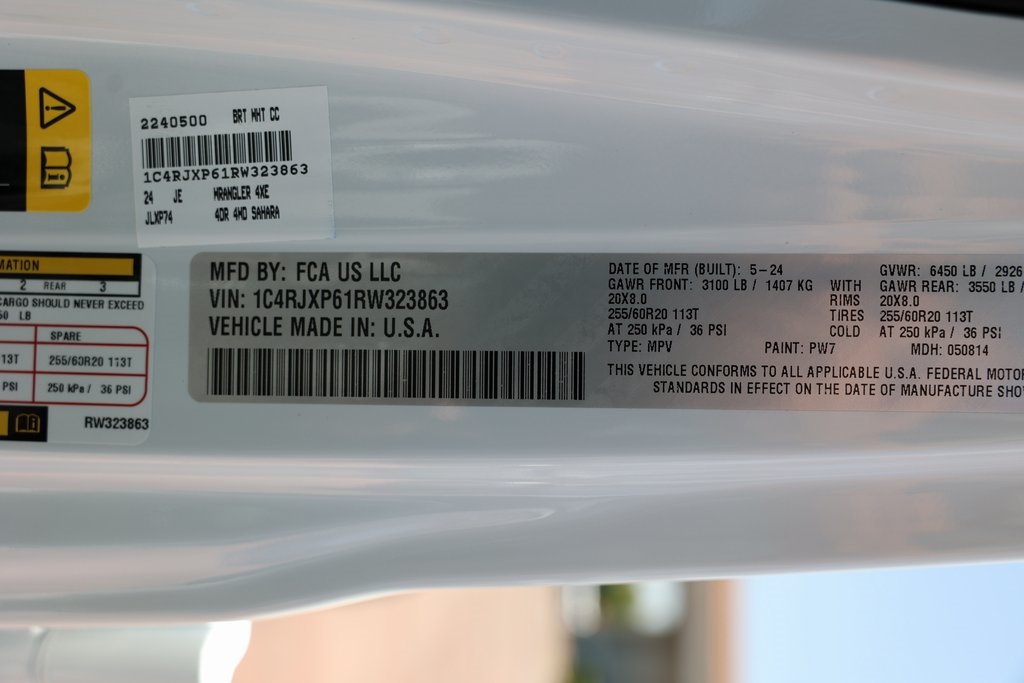 2240500 BRT WHT CC
1C4RJXP61RW323863
24 JE WRANGLER 4XE
JLXP74 4DR 4WD SAHARA
MATION
2 REAR 3
CARGO SHOULD NEVER EXCEED
50 LB
SPARE
113T 255/60R20 113T
PSI 250 kPa / 36 PSI
RW323863
MFD BY: FCA US LLC
VIN: 1C4RJXP61RW323863
VEHICLE MADE IN: U.S.A.
DATE OF MFR (BUILT): 5-24 GVWR: 6450 LB / 2926
GAWR FRONT: 3100 LB / 1407 KG WITH GAWR REAR: 3550 LB /
20X8.0 RIMS 20X8.0
255/60R20 113T TIRES 255/60R20 113T
AT 250 kPa / 36 PSI COLD AT 250 kPa / 36 PSI
TYPE: MPV PAINT: PW7 MDH: 050814
THIS VEHICLE CONFORMS TO ALL APPLICABLE U.S.A. FEDERAL MOTOR
STANDARDS IN EFFECT ON THE DATE OF MANUFACTURE SHO